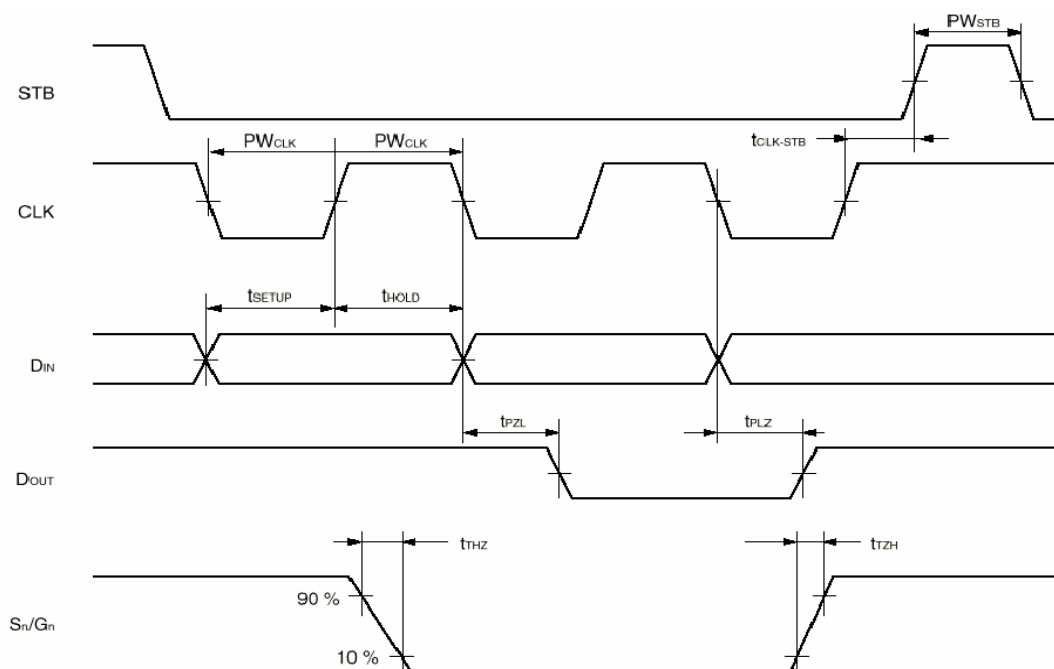 PWSTB
STB
tCLK-STB
PWCLK PWCLK
CLK
tSETUP tHOLD
DIN
tPZL tPLZ
DOUT
tTHZ tTZH
90 %
Sn/Gn
10 %